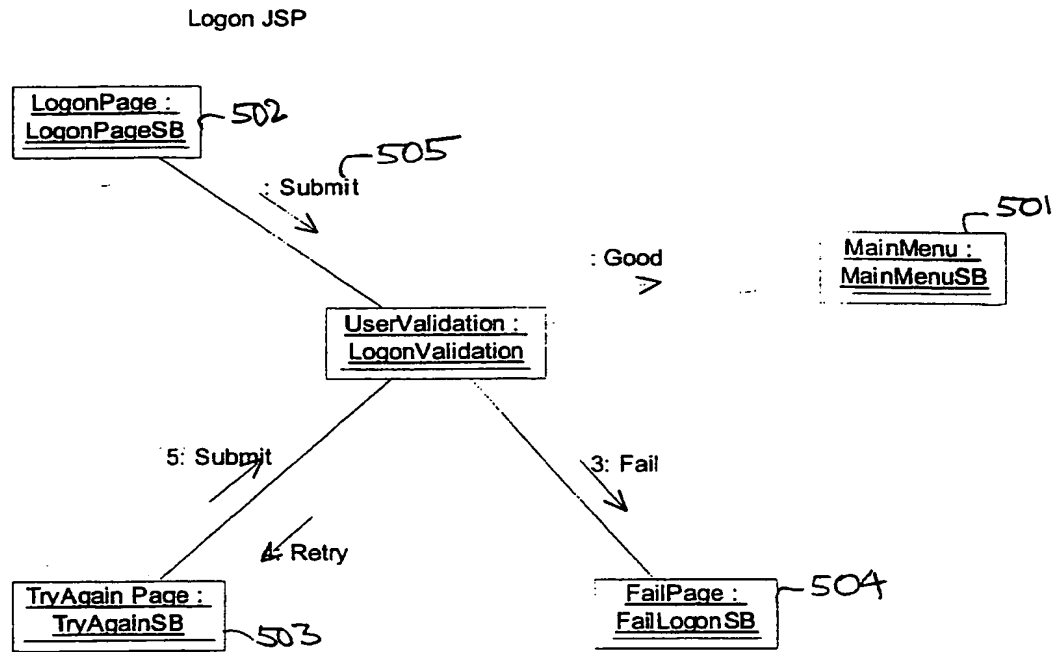 Logon JSP
LogonPage :
LogonPageSB
502
505
: Submit
501
: Good
MainMenu :
MainMenuSB
UserValidation :
LogonValidation
5: Submit
3: Fail
4: Retry
TryAgain Page :
TryAgainSB
503
FailPage :
FailLogonSB
504